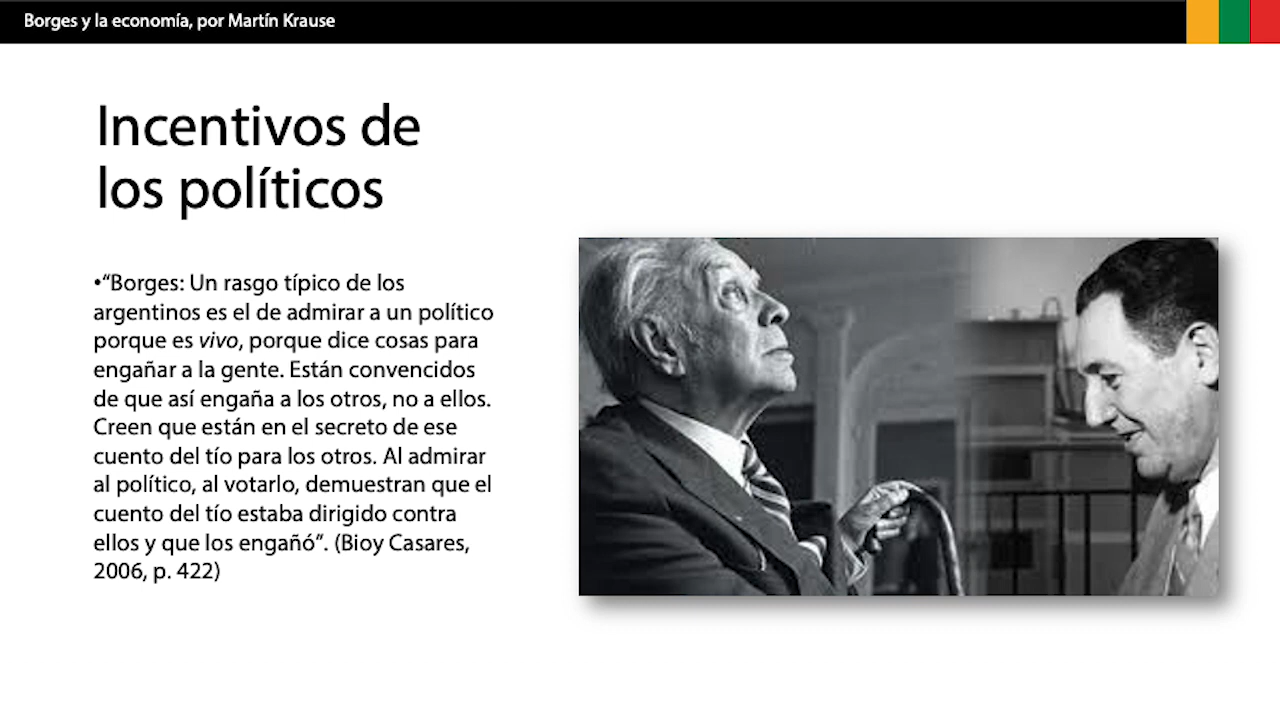 Borges y la economía, por Martín Krause
Incentivos de
los políticos
•“Borges: Un rasgo típico de los
argentinos es el de admirar a un político
porque es vivo, porque dice cosas para
engañar a la gente. Están convencidos
de que así engaña a los otros, no a ellos.
Creen que están en el secreto de ese
cuento del tío para los otros. Al admirar
al político, al votarlo, demuestran que el
cuento del tío estaba dirigido contra
ellos y que los engañó”. (Bioy Casares,
2006, p. 422)